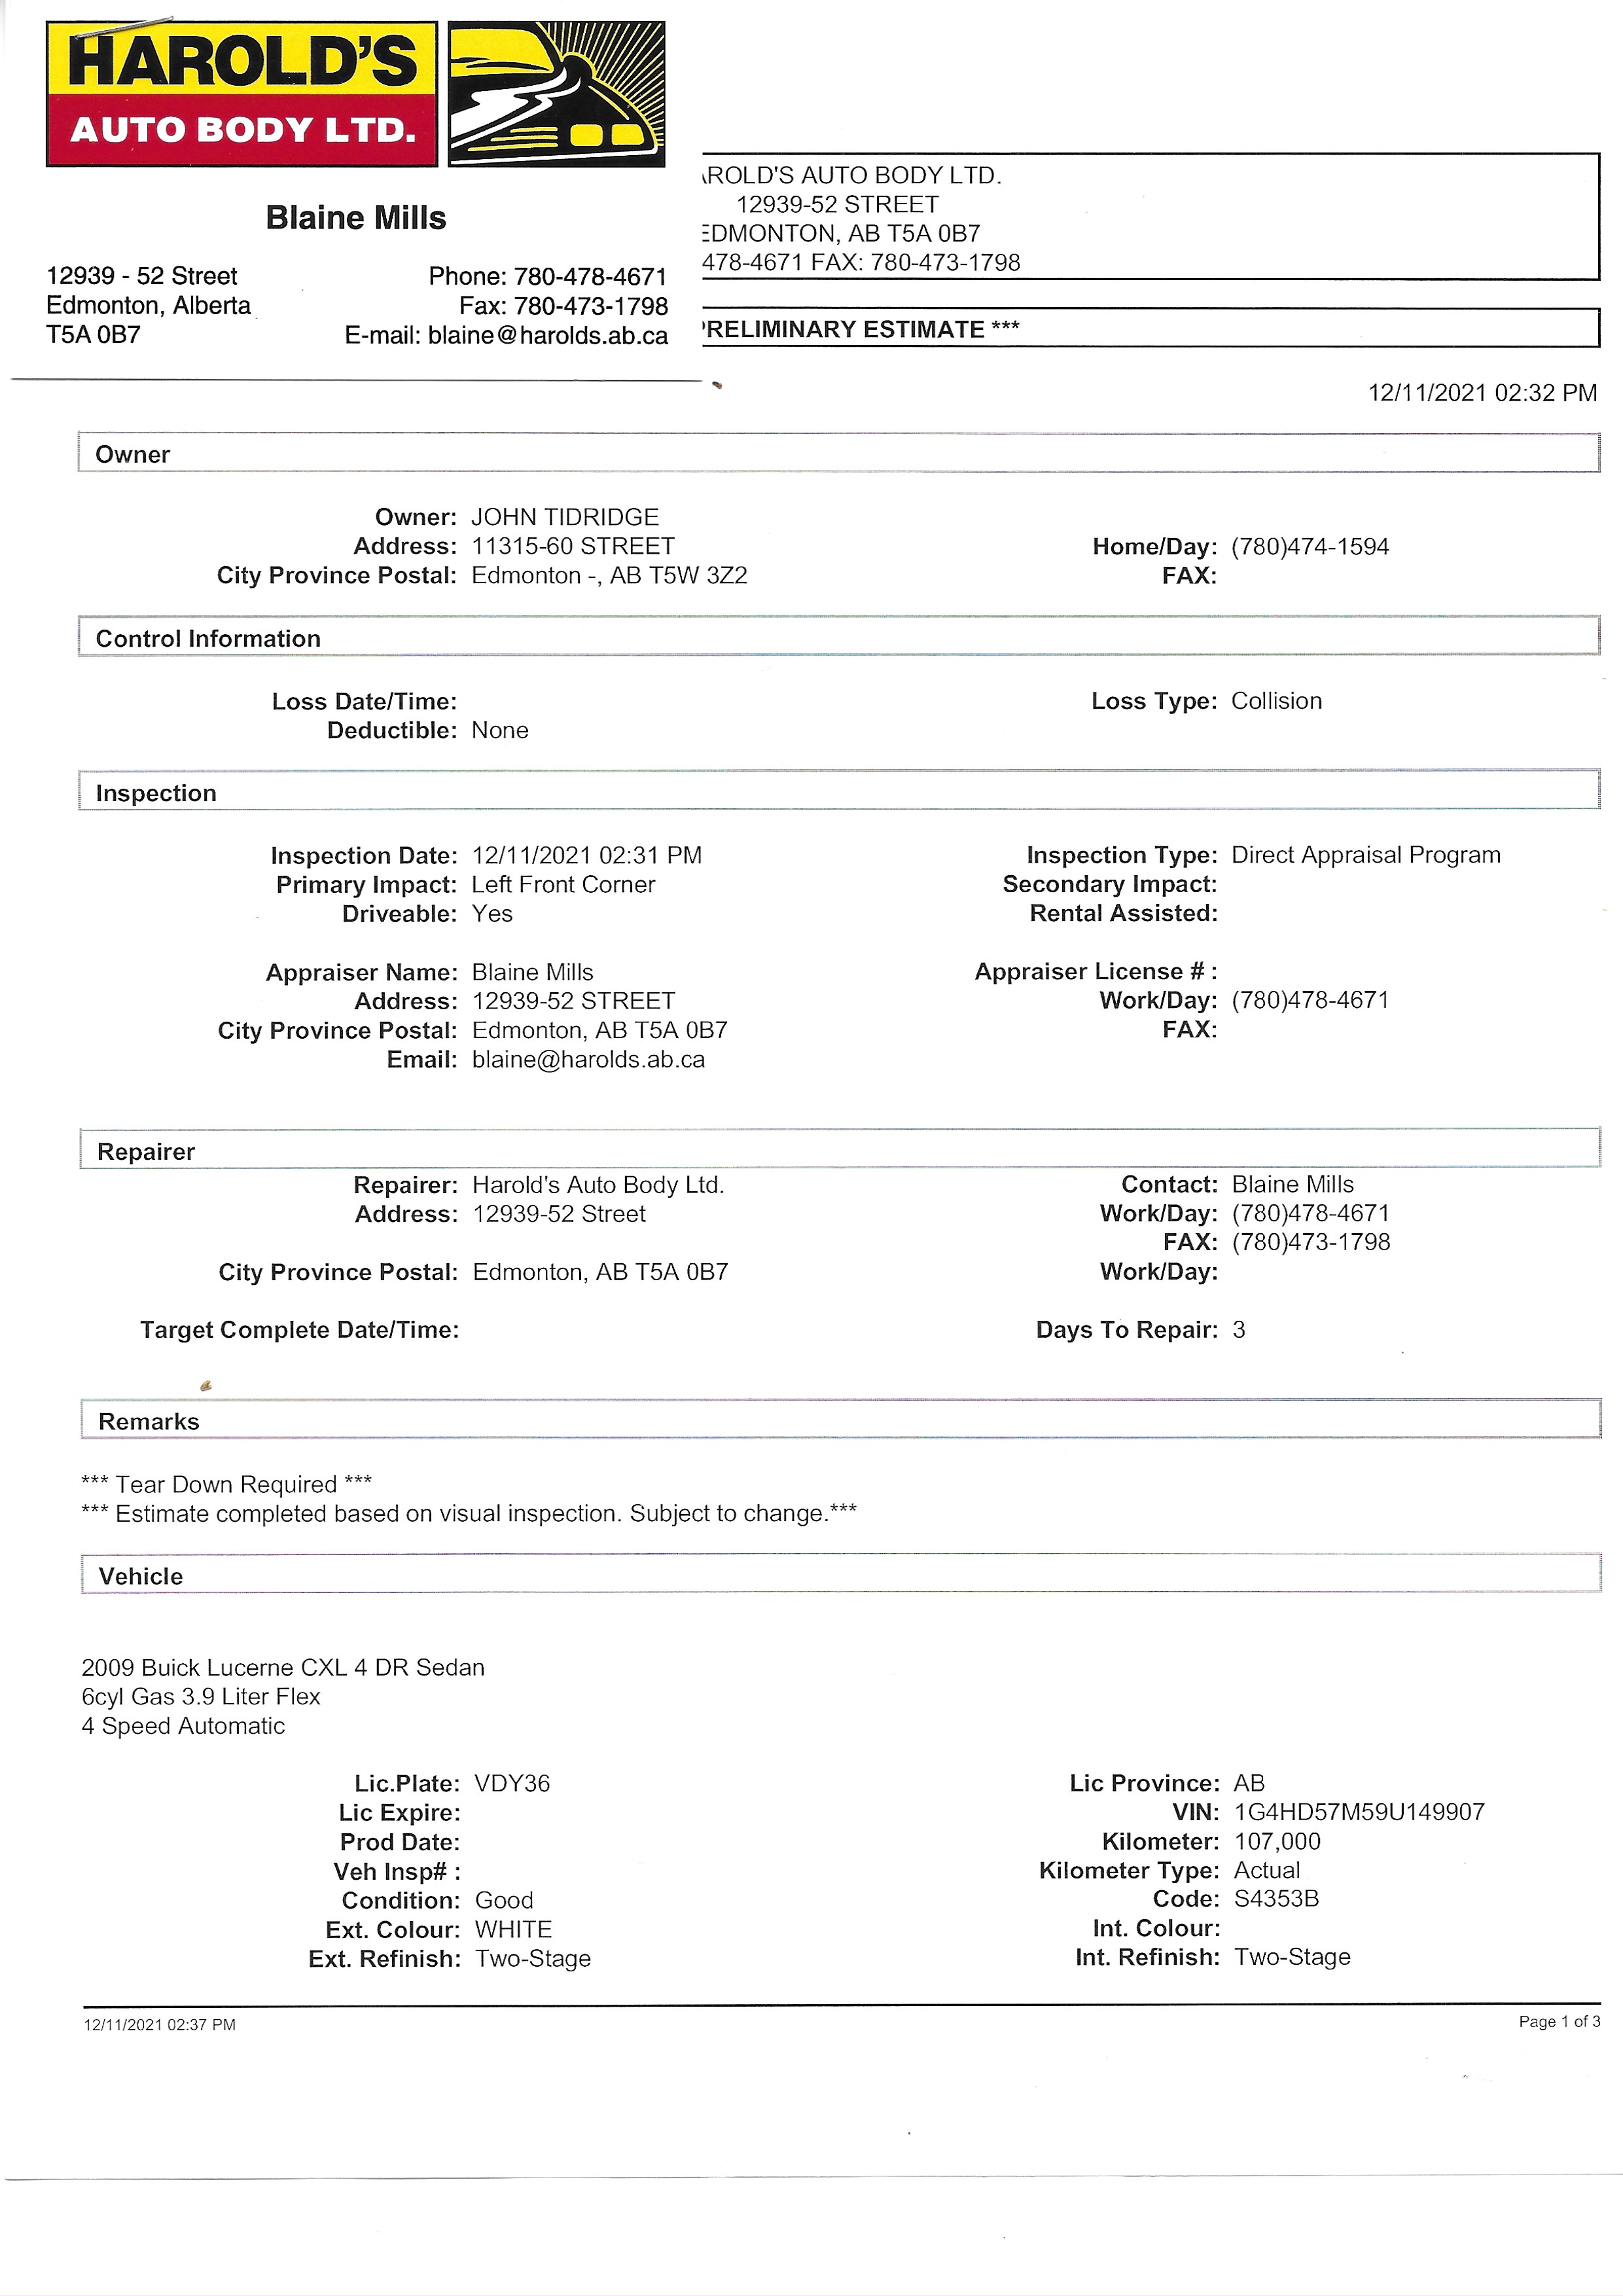 HAROLD'S
AUTO BODY LTD.
Blaine Mills
12939 - 52 Street Phone: 780-478-4671
Edmonton, Alberta Fax: 780-473-1798
T5A 0B7 E-mail: blaine@harolds.ab.ca
AROLD'S AUTO BODY LTD.
12939-52 STREET
EDMONTON, AB T5A 0B7
478-4671 FAX: 780-473-1798
PRELIMINARY ESTIMATE ***
12/11/2021 02:32 PM
Owner
Owner: JOHN TIDRIDGE
Address: 11315-60 STREET Home/Day: (780)474-1594
City Province Postal: Edmonton -, AB T5W 3Z2 FAX:
Control Information
Loss Date/Time: Loss Type: Collision
Deductible: None
Inspection
Inspection Date: 12/11/2021 02:31 PM Inspection Type: Direct Appraisal Program
Primary Impact: Left Front Corner Secondary Impact:
Driveable: Yes Rental Assisted:
Appraiser Name: Blaine Mills Appraiser License # :
Address: 12939-52 STREET Work/Day: (780)478-4671
City Province Postal: Edmonton, AB T5A 0B7 FAX:
Email: blaine@harolds.ab.ca
Repairer
Repairer: Harold's Auto Body Ltd. Contact: Blaine Mills
Address: 12939-52 Street Work/Day: (780)478-4671
FAX: (780)473-1798
City Province Postal: Edmonton, AB T5A 0B7 Work/Day:
Target Complete Date/Time: Days To Repair: 3
Remarks
*** Tear Down Required ***
*** Estimate completed based on visual inspection. Subject to change.***
Vehicle
2009 Buick Lucerne CXL 4 DR Sedan
6cyl Gas 3.9 Liter Flex
4 Speed Automatic
Lic.Plate: VDY36 Lic Province: AB
Lic Expire: VIN: 1G4HD57M59U149907
Prod Date: Kilometer: 107,000
Veh Insp# : Kilometer Type: Actual
Condition: Good Code: S4353B
Ext. Colour: WHITE Int. Colour:
Ext. Refinish: Two-Stage Int. Refinish: Two-Stage
12/11/2021 02:37 PM Page 1 of 3